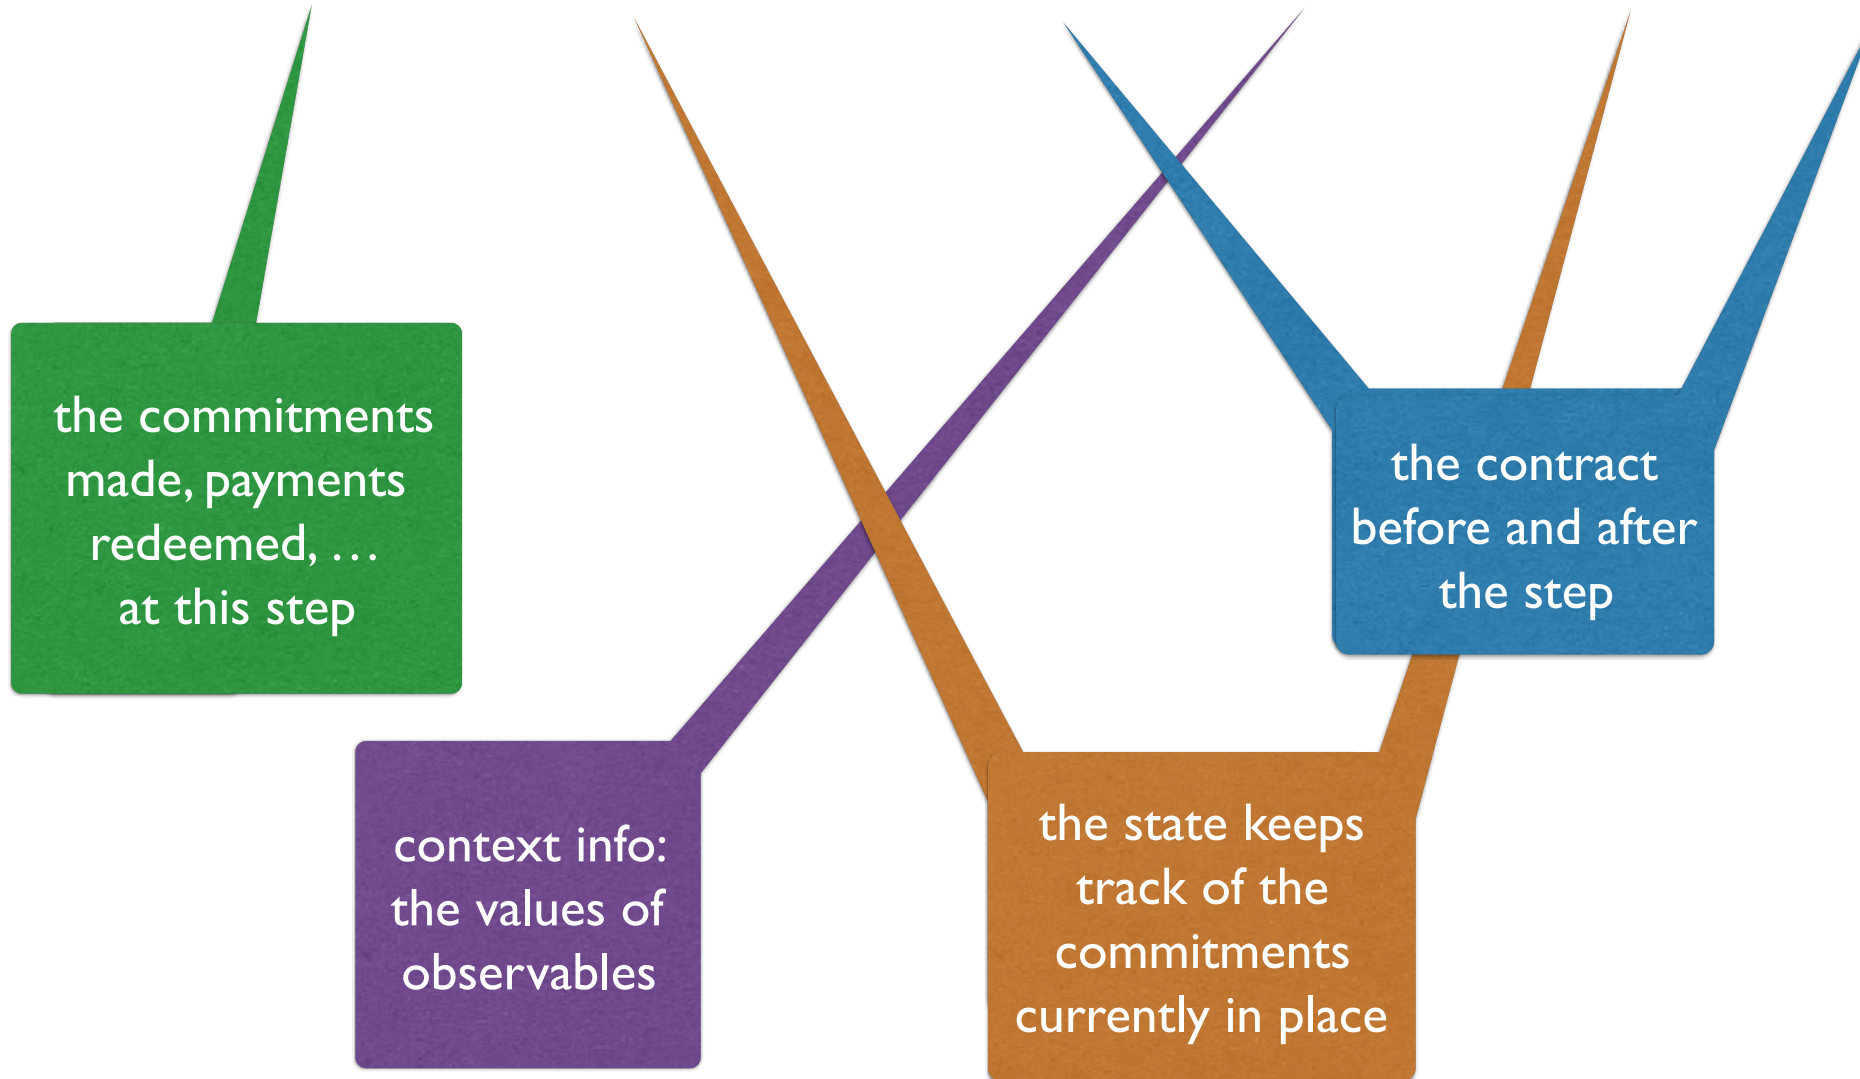 the commitments
made, payments
redeemed, …
at this step
the contract
before and after
the step
context info:
the values of
observables
the state keeps
track of the
commitments
currently in place